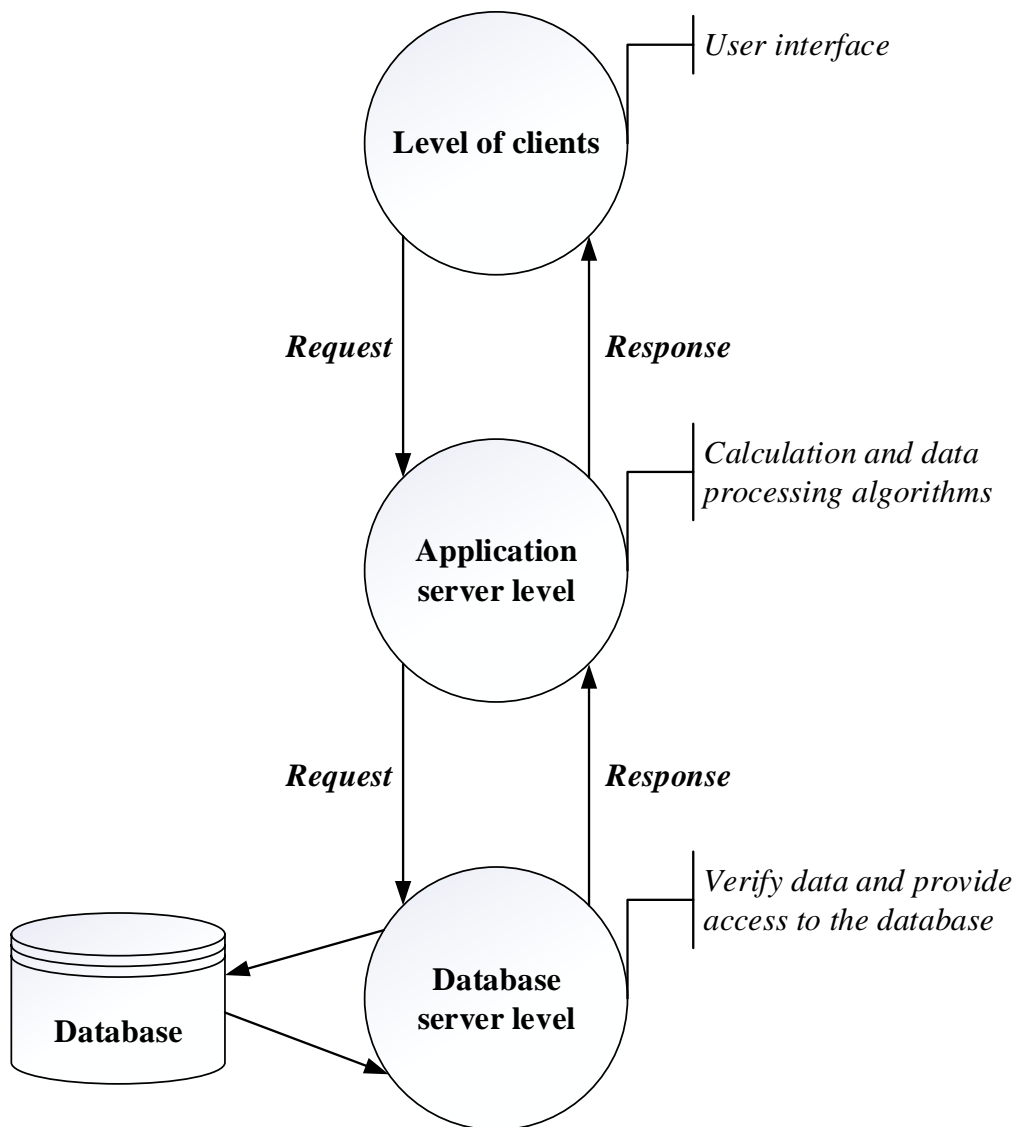 User interface
Level of clients
Request
Response
Calculation and data
processing algorithms
Application
server level
Request
Response
Verify data and provide
access to the database
Database
server level
Database